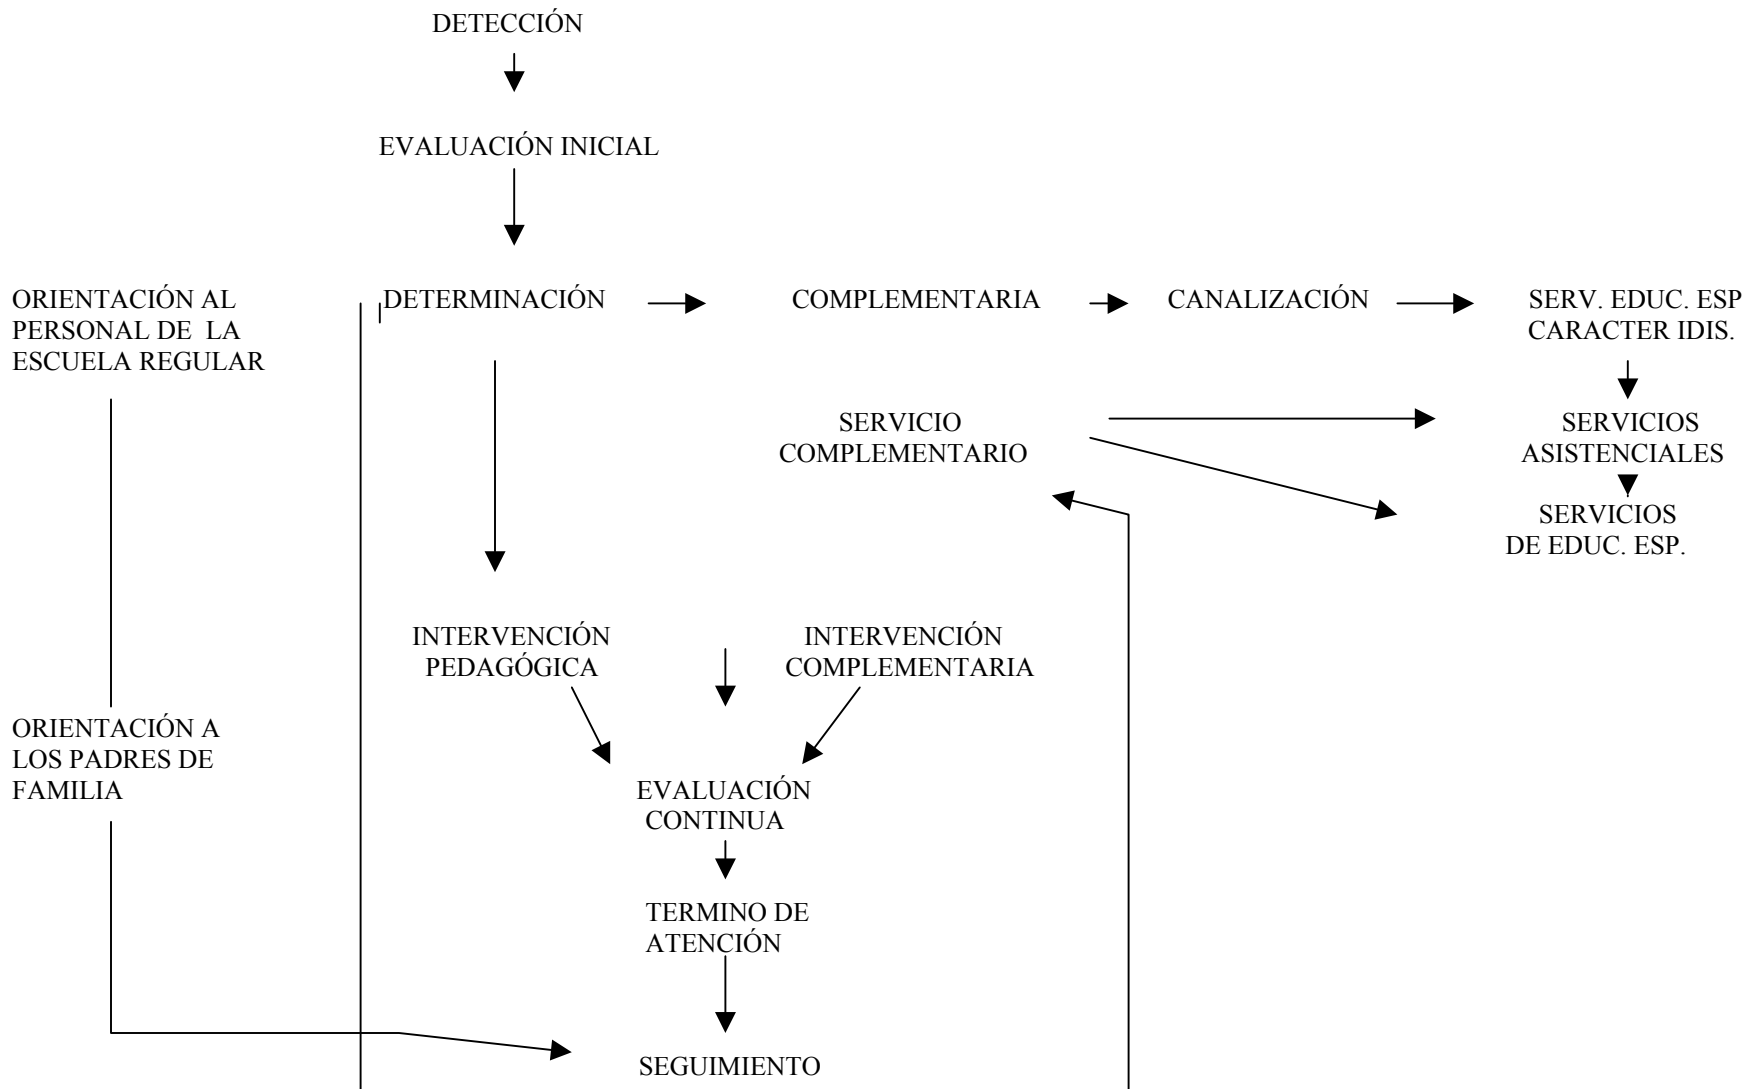 DETECCIÓN
EVALUACIÓN INICIAL
ORIENTACIÓN AL
PERSONAL DE LA
ESCUELA REGULAR
DETERMINACIÓN
COMPLEMENTARIA
CANALIZACIÓN
SERV. EDUC. ESP
CARACTER IDIS.
SERVICIO
COMPLEMENTARIO
SERVICIOS
ASISTENCIALES
SERVICIOS
DE EDUC. ESP.
INTERVENCIÓN
PEDAGÓGICA
INTERVENCIÓN
COMPLEMENTARIA
ORIENTACIÓN A
LOS PADRES DE
FAMILIA
EVALUACIÓN
CONTINUA
TERMINO DE
ATENCIÓN
SEGUIMIENTO